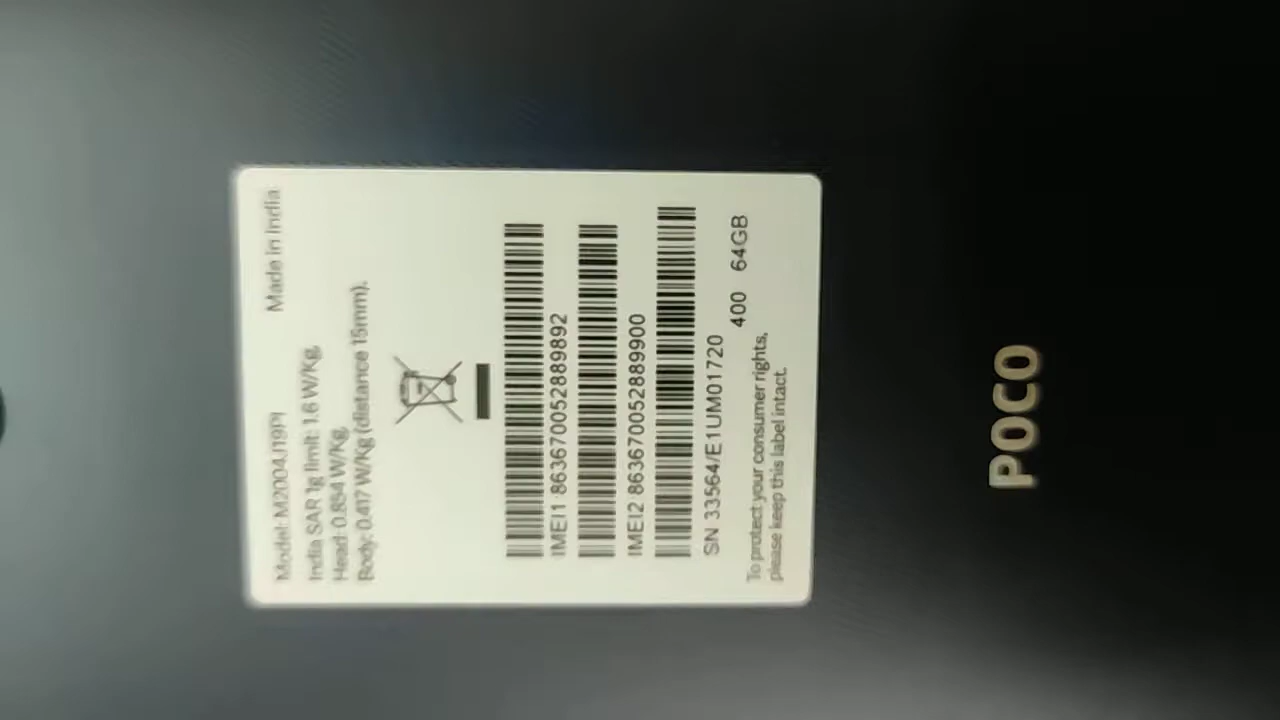 Model: M2004J19PI Made in India
India SAR 1g limit: 1.6 W/Kg.
Head: 0.854 W/Kg.
Body: 0.417 W/Kg (distance 15mm).
IMEI1 863670052889892
IMEI2 863670052889900
SN 33564/E1UM01720
400 64GB
To protect your consumer rights,
please keep this label intact.
POCO